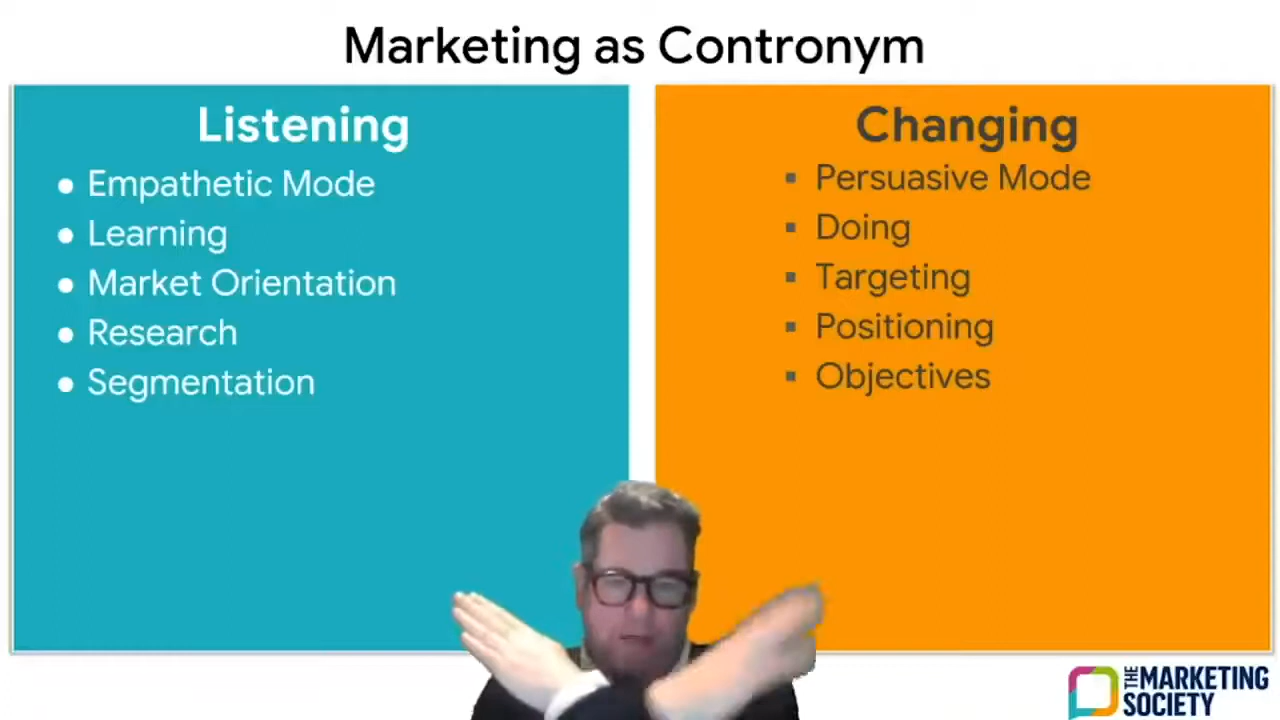 Marketing as Contronym
Listening
● Empathetic Mode
● Learning
● Market Orientation
● Research
● Segmentation
Changing
▪ Persuasive Mode
▪ Doing
▪ Targeting
▪ Positioning
▪ Objectives
THE MARKETING
SOCIETY